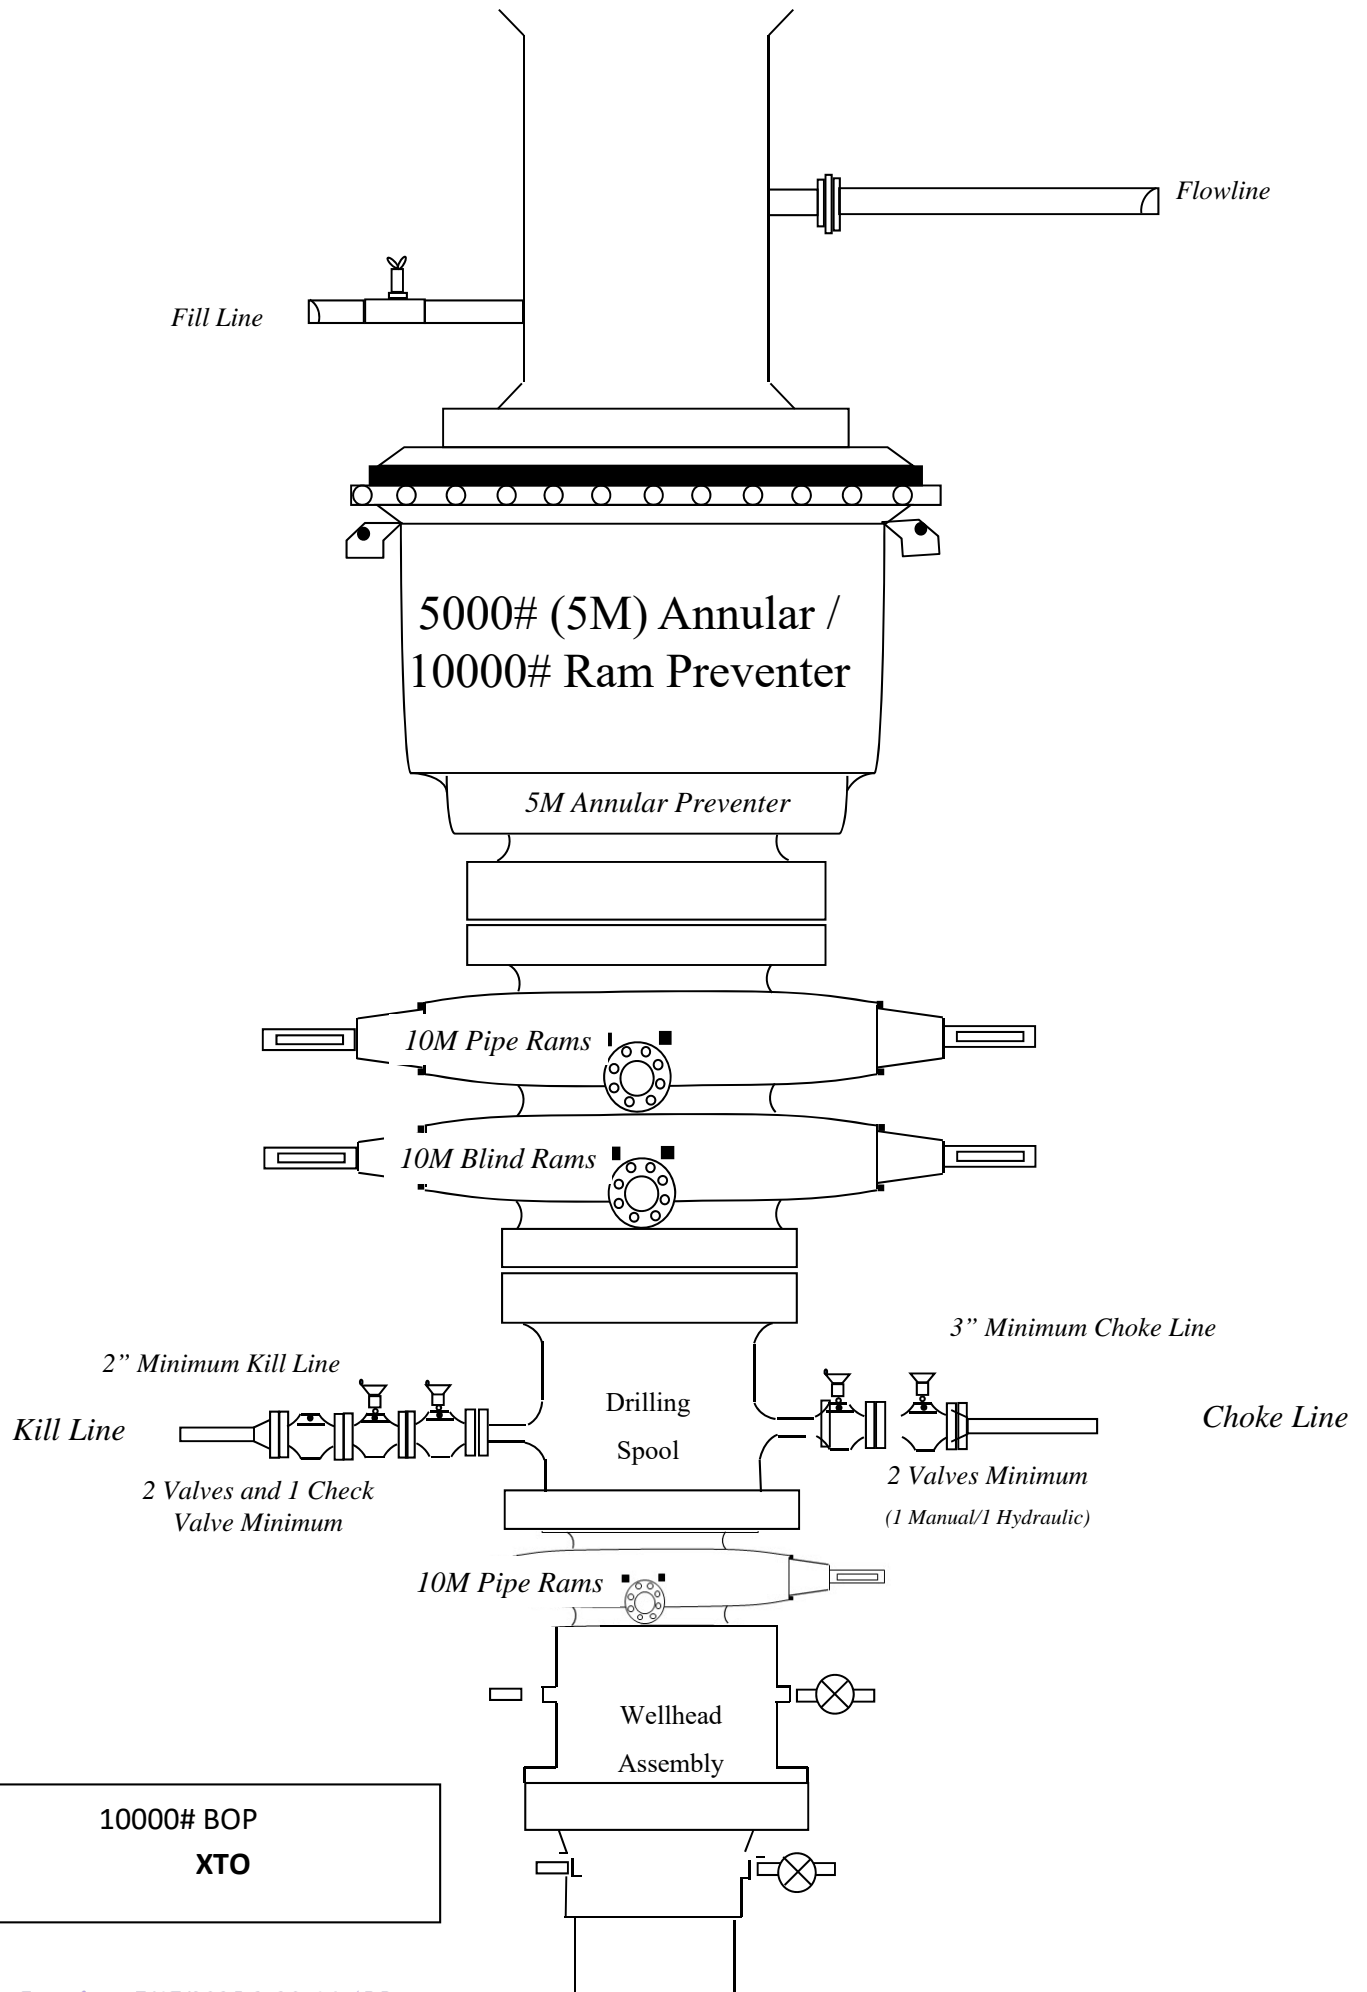 Flowline
Fill Line
5000# (5M) Annular /
10000# Ram Preventer
5M Annular Preventer
10M Pipe Rams
10M Blind Rams
3” Minimum Choke Line
2” Minimum Kill Line
Drilling
Spool
Kill Line
Choke Line
2 Valves and 1 Check
Valve Minimum
2 Valves Minimum
(1 Manual/1 Hydraulic)
10M Pipe Rams
Wellhead
Assembly
10000# BOP
XTO